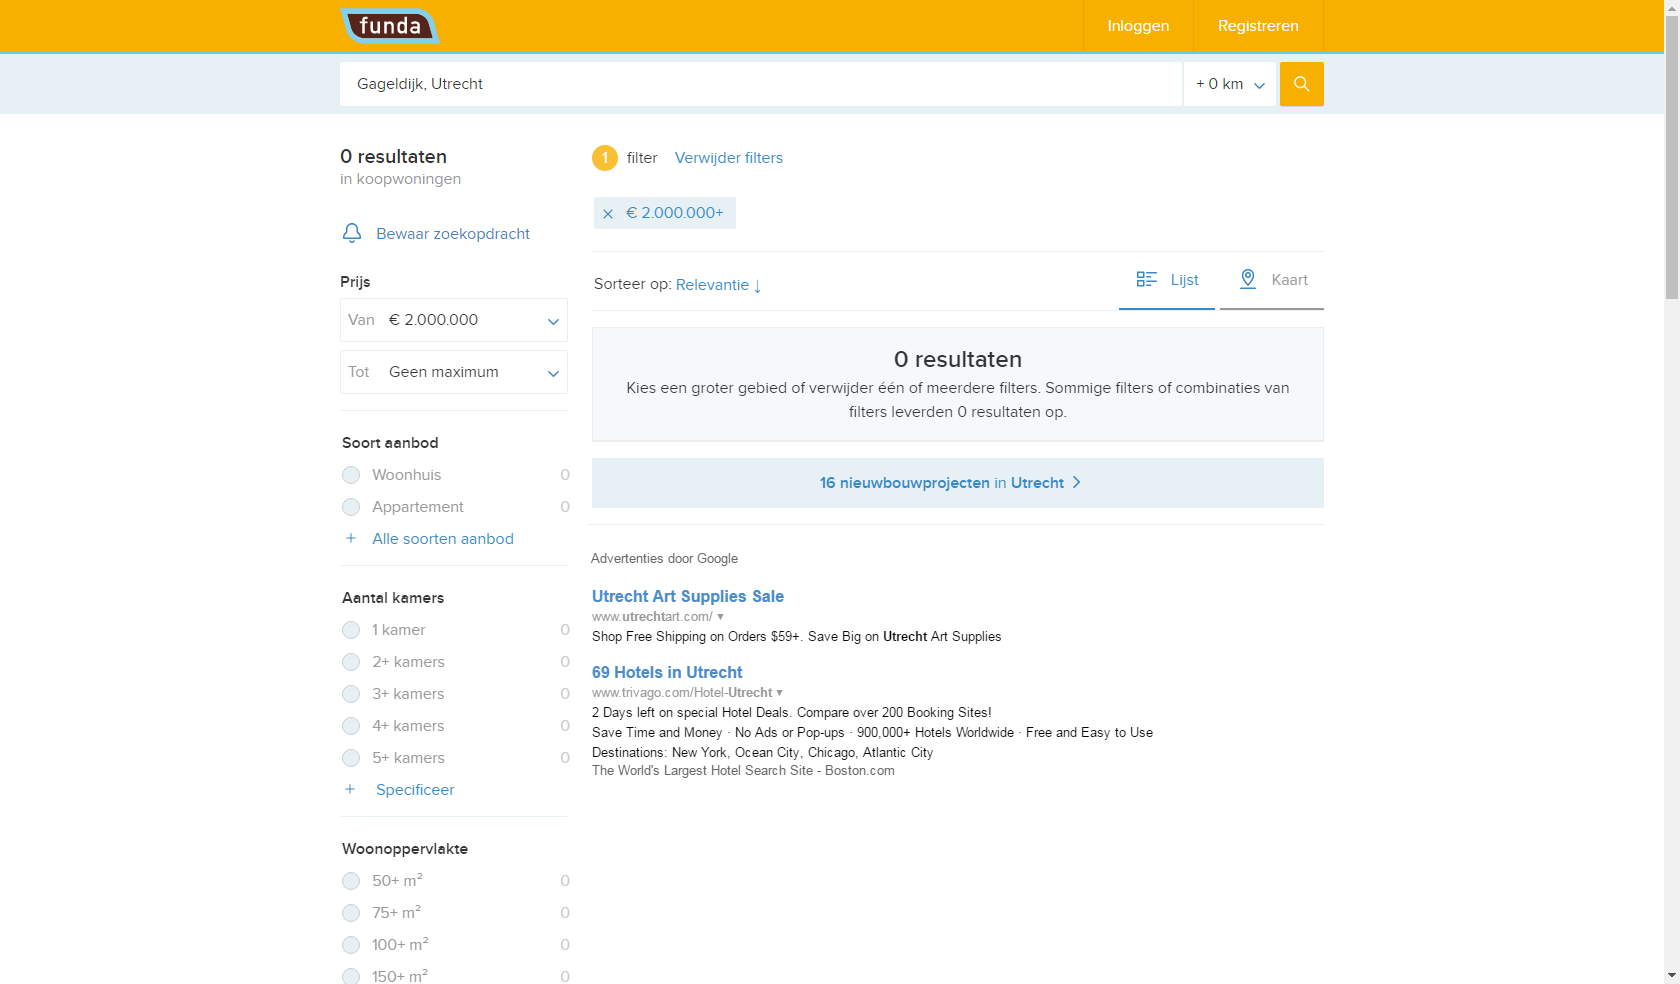 funda
Inloggen
Registreren
Gageldijk, Utrecht
+ 0 km
0 resultaten
in koopwoningen
Bewaar zoekopdracht
Prijs
Van € 2.000.000
Tot Geen maximum
Soort aanbod
Woonhuis 0
Appartement 0
+ Alle soorten aanbod
Aantal kamers
1 kamer 0
2+ kamers 0
3+ kamers 0
4+ kamers 0
5+ kamers 0
+ Specificeer
Woonoppervlakte
50+ m² 0
75+ m² 0
100+ m² 0
150+ m² 0
1 filter Verwijder filters
× € 2.000.000+
Sorteer op: Relevantie ↓
Lijst
Kaart
0 resultaten
Kies een groter gebied of verwijder één of meerdere filters. Sommige filters of combinaties van
filters leverden 0 resultaten op.
16 nieuwbouwprojecten in Utrecht >
Advertenties door Google
Utrecht Art Supplies Sale
www.utrechtart.com/ ▼
Shop Free Shipping on Orders $59+. Save Big on Utrecht Art Supplies
69 Hotels in Utrecht
www.trivago.com/Hotel-Utrecht ▼
2 Days left on special Hotel Deals. Compare over 200 Booking Sites!
Save Time and Money · No Ads or Pop-ups · 900,000+ Hotels Worldwide · Free and Easy to Use
Destinations: New York, Ocean City, Chicago, Atlantic City
The World's Largest Hotel Search Site - Boston.com